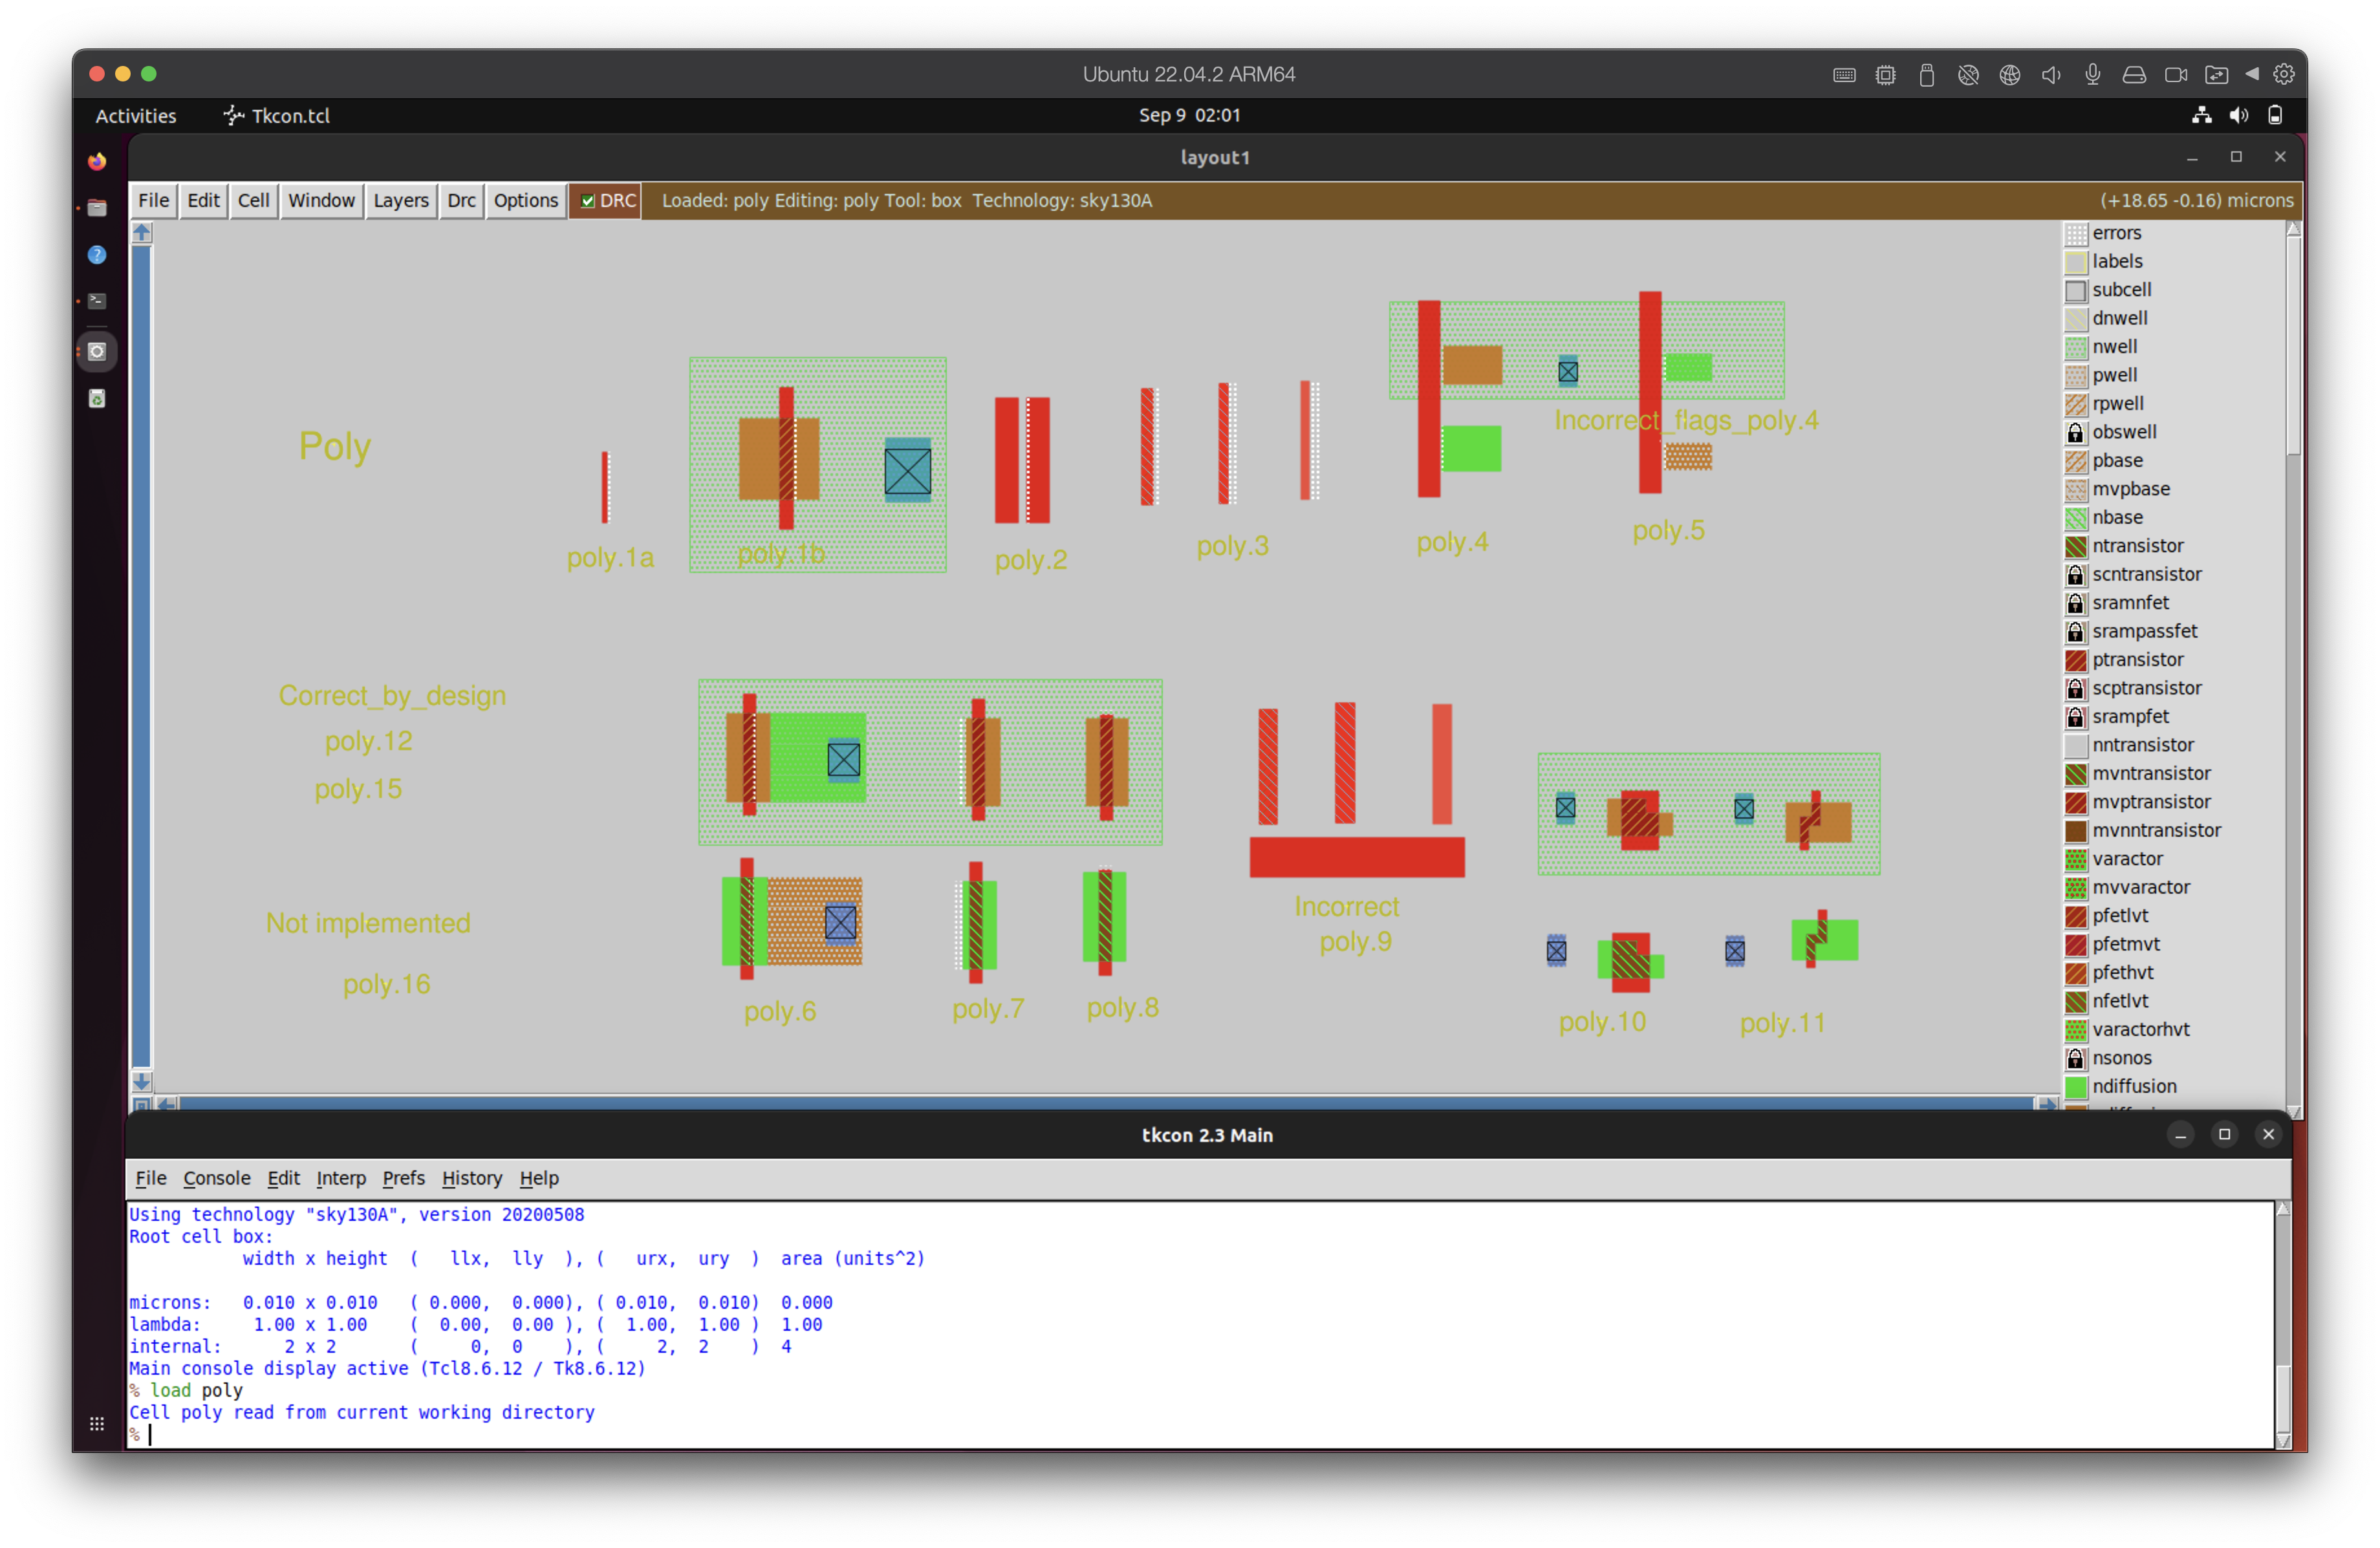 Ubuntu 22.04.2 ARM64
Activities Tkcon.tcl Sep 9 02:01
layout1
File Edit Cell Window Layers Drc Options DRC Loaded: poly Editing: poly Tool: box Technology: sky130A (+18.65 -0.16) microns
Poly
poly.1a
poly.1b
poly.2
poly.3
poly.4
Incorrect_flags_poly.4
poly.5
Correct_by_design
poly.12
poly.15
Not implemented
poly.16
poly.6
poly.7
poly.8
Incorrect
poly.9
poly.10
poly.11
errors
labels
subcell
dnwell
nwell
pwell
rpwell
obswell
pbase
mvpbase
nbase
ntransistor
scntransistor
sramnfet
srampassfet
ptransistor
scptransistor
srampfet
nntransistor
mvntransistor
mvptransistor
mvnntransistor
varactor
mvvaractor
pfetlvt
pfetmvt
pfethvt
nfetlvt
varactorhvt
nsonos
ndiffusion
tkcon 2.3 Main
File Console Edit Interp Prefs History Help
Using technology "sky130A", version 20200508
Root cell box:
width x height ( llx, lly ), ( urx, ury ) area (units^2)
microns: 0.010 x 0.010 ( 0.000, 0.000), ( 0.010, 0.010) 0.000
lambda: 1.00 x 1.00 ( 0.00, 0.00 ), ( 1.00, 1.00 ) 1.00
internal: 2 x 2 ( 0, 0 ), ( 2, 2 ) 4
Main console display active (Tcl8.6.12 / Tk8.6.12)
% load poly
Cell poly read from current working directory
%